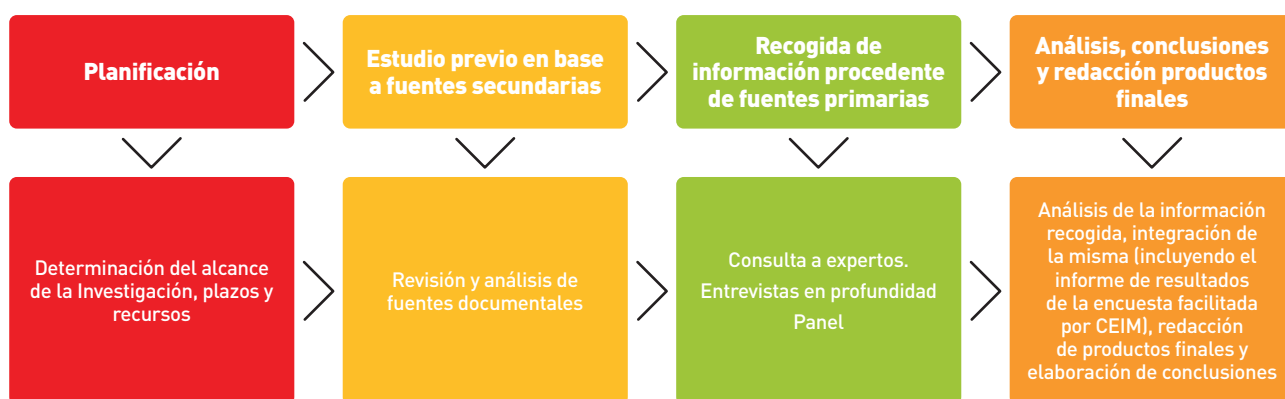 Planificación
Estudio previo en base
a fuentes secundarias
Recogida de
información procedente
de fuentes primarias
Análisis, conclusiones
y redacción productos
finales
Determinación del alcance
de la Investigación, plazos y
recursos
Revisión y análisis de
fuentes documentales
Consulta a expertos.
Entrevistas en profundidad
Panel
Análisis de la información
recogida, integración de
la misma (incluyendo el
informe de resultados
de la encuesta facilitada
por CEIM), redacción
de productos finales y
elaboración de conclusiones